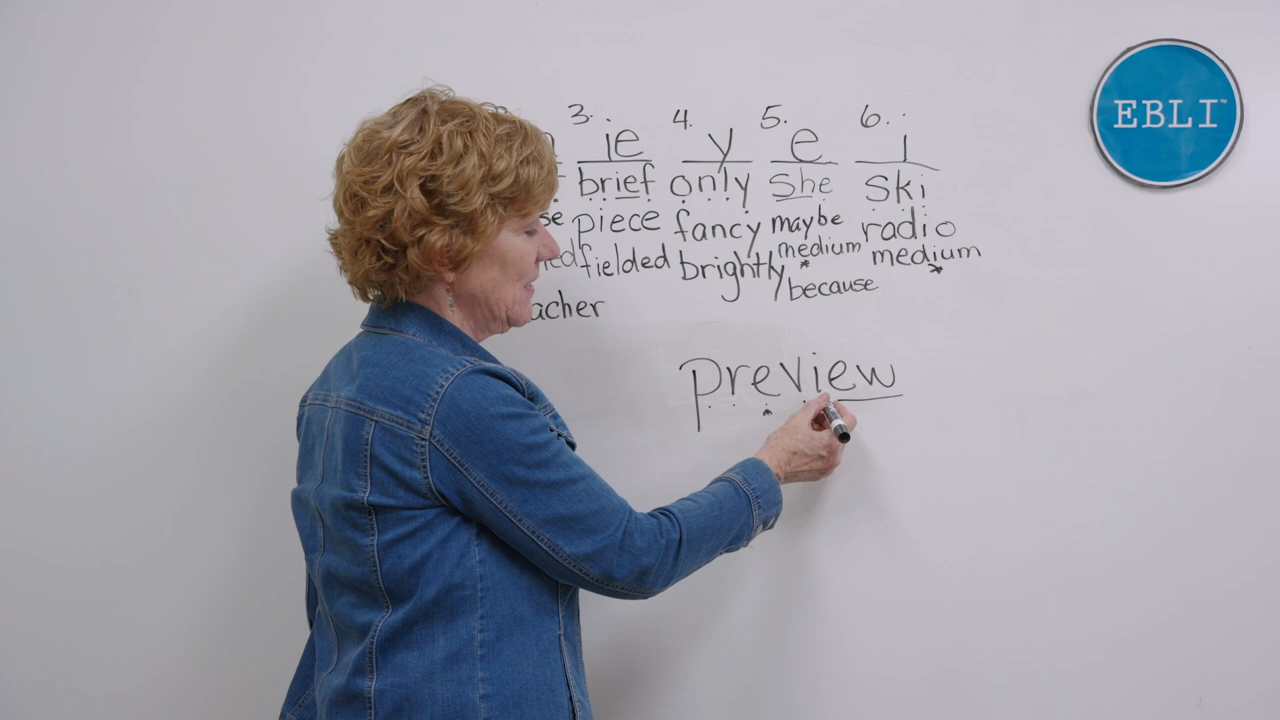 EBLI™
3. ie 4. y 5. e 6. i
brief only she ski
se piece fancy maybe radio
fielded brightly medium medium
because
acher
preview